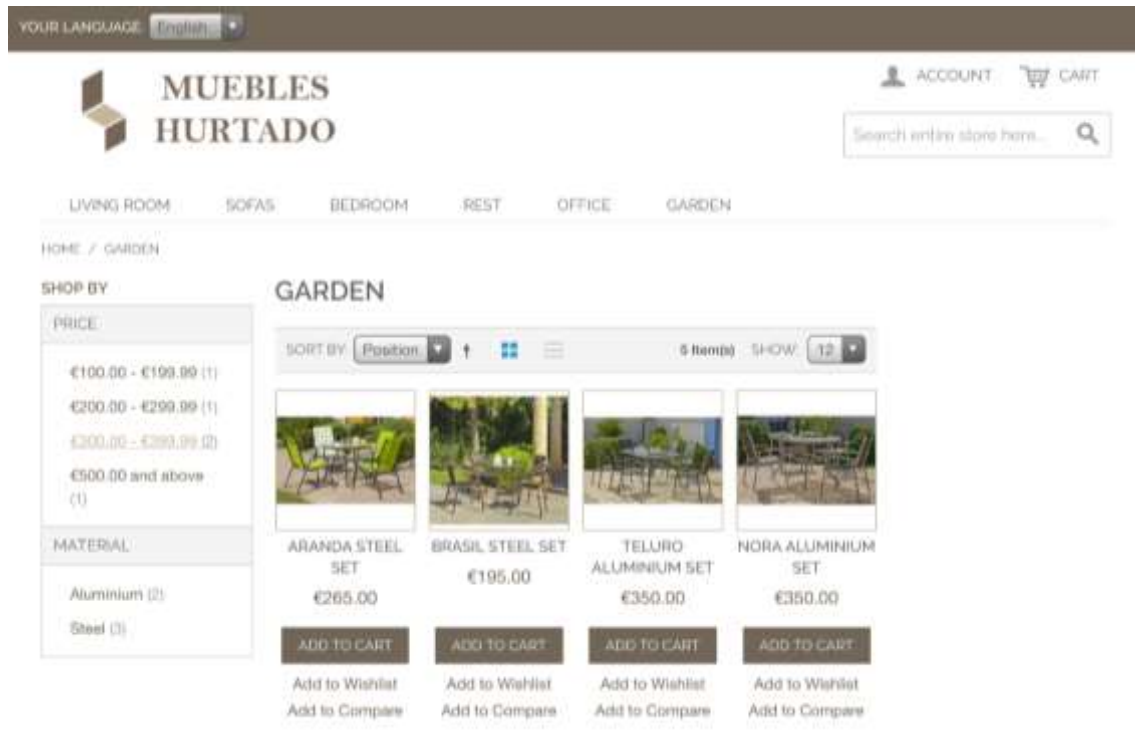 YOUR LANGUAGE: English
MUEBLES
HURTADO
ACCOUNT CART
Search entire store here...
LIVING ROOM SOFAS BEDROOM REST OFFICE GARDEN
HOME / GARDEN
SHOP BY
PRICE
€100.00 - €199.99 (1)
€200.00 - €299.99 (1)
€300.00 - €399.99 (2)
€500.00 and above
(1)
MATERIAL
Aluminium (2)
Steel (3)
GARDEN
SORT BY Position 5 Item(s) SHOW 12
ARANDA STEEL
SET
€265.00
ADD TO CART
Add to Wishlist
Add to Compare
BRASIL STEEL SET
€195.00
ADD TO CART
Add to Wishlist
Add to Compare
TELURO
ALUMINIUM SET
€350.00
ADD TO CART
Add to Wishlist
Add to Compare
NORA ALUMINIUM
SET
€350.00
ADD TO CART
Add to Wishlist
Add to Compare